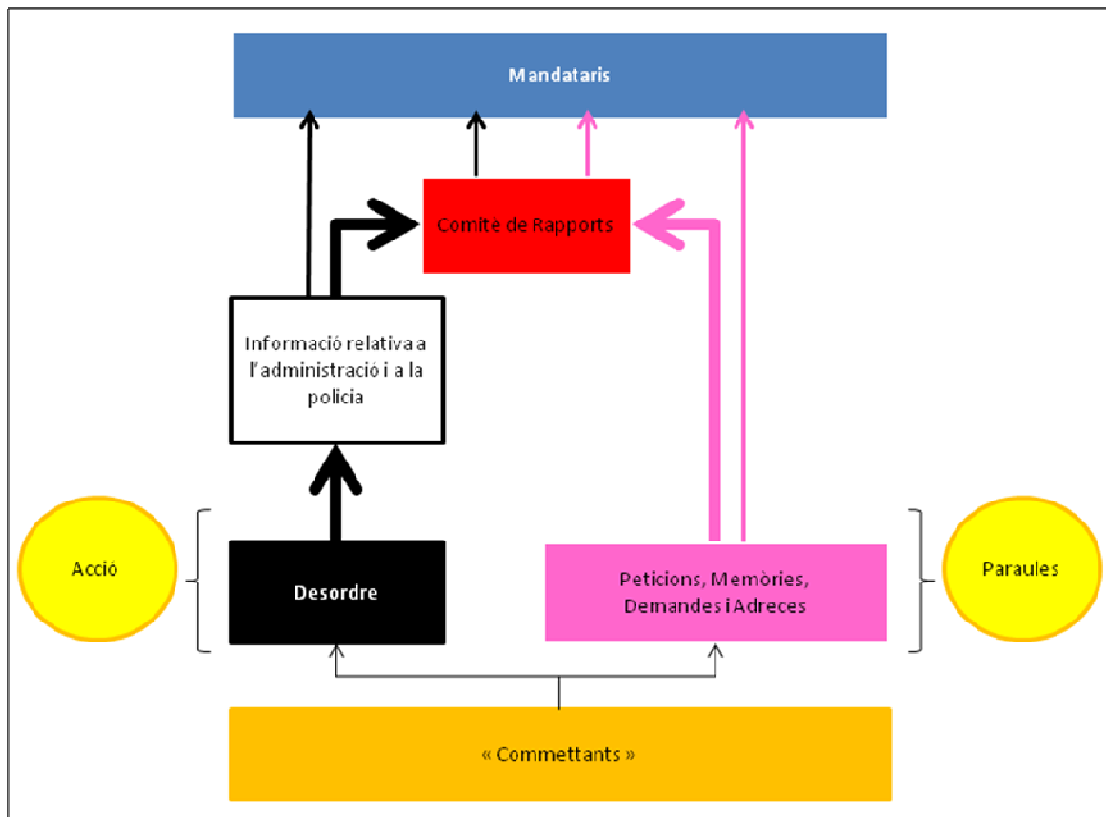 Mandataris
Comitè de Rapports
Informació relativa a
l'administració i a la
policia
Acció
Desordre
Peticions, Memòries,
Demandes i Adreces
Paraules
« Commettants »